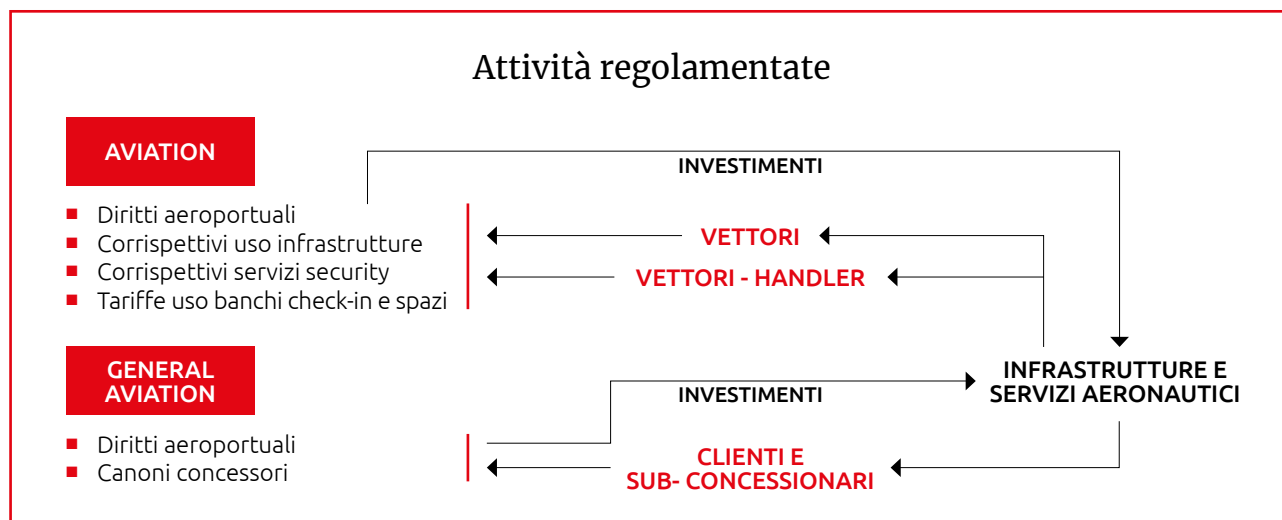 Attività regolamentate
AVIATION
INVESTIMENTI
Diritti aeroportuali
Corrispettivi uso infrastrutture
Corrispettivi servizi security
Tariffe uso banchi check-in e spazi
VETTORI
VETTORI - HANDLER
GENERAL
AVIATION
INVESTIMENTI
INFRASTRUTTURE E
SERVIZI AERONAUTICI
Diritti aeroportuali
Canoni concessori
CLIENTI E
SUB- CONCESSIONARI